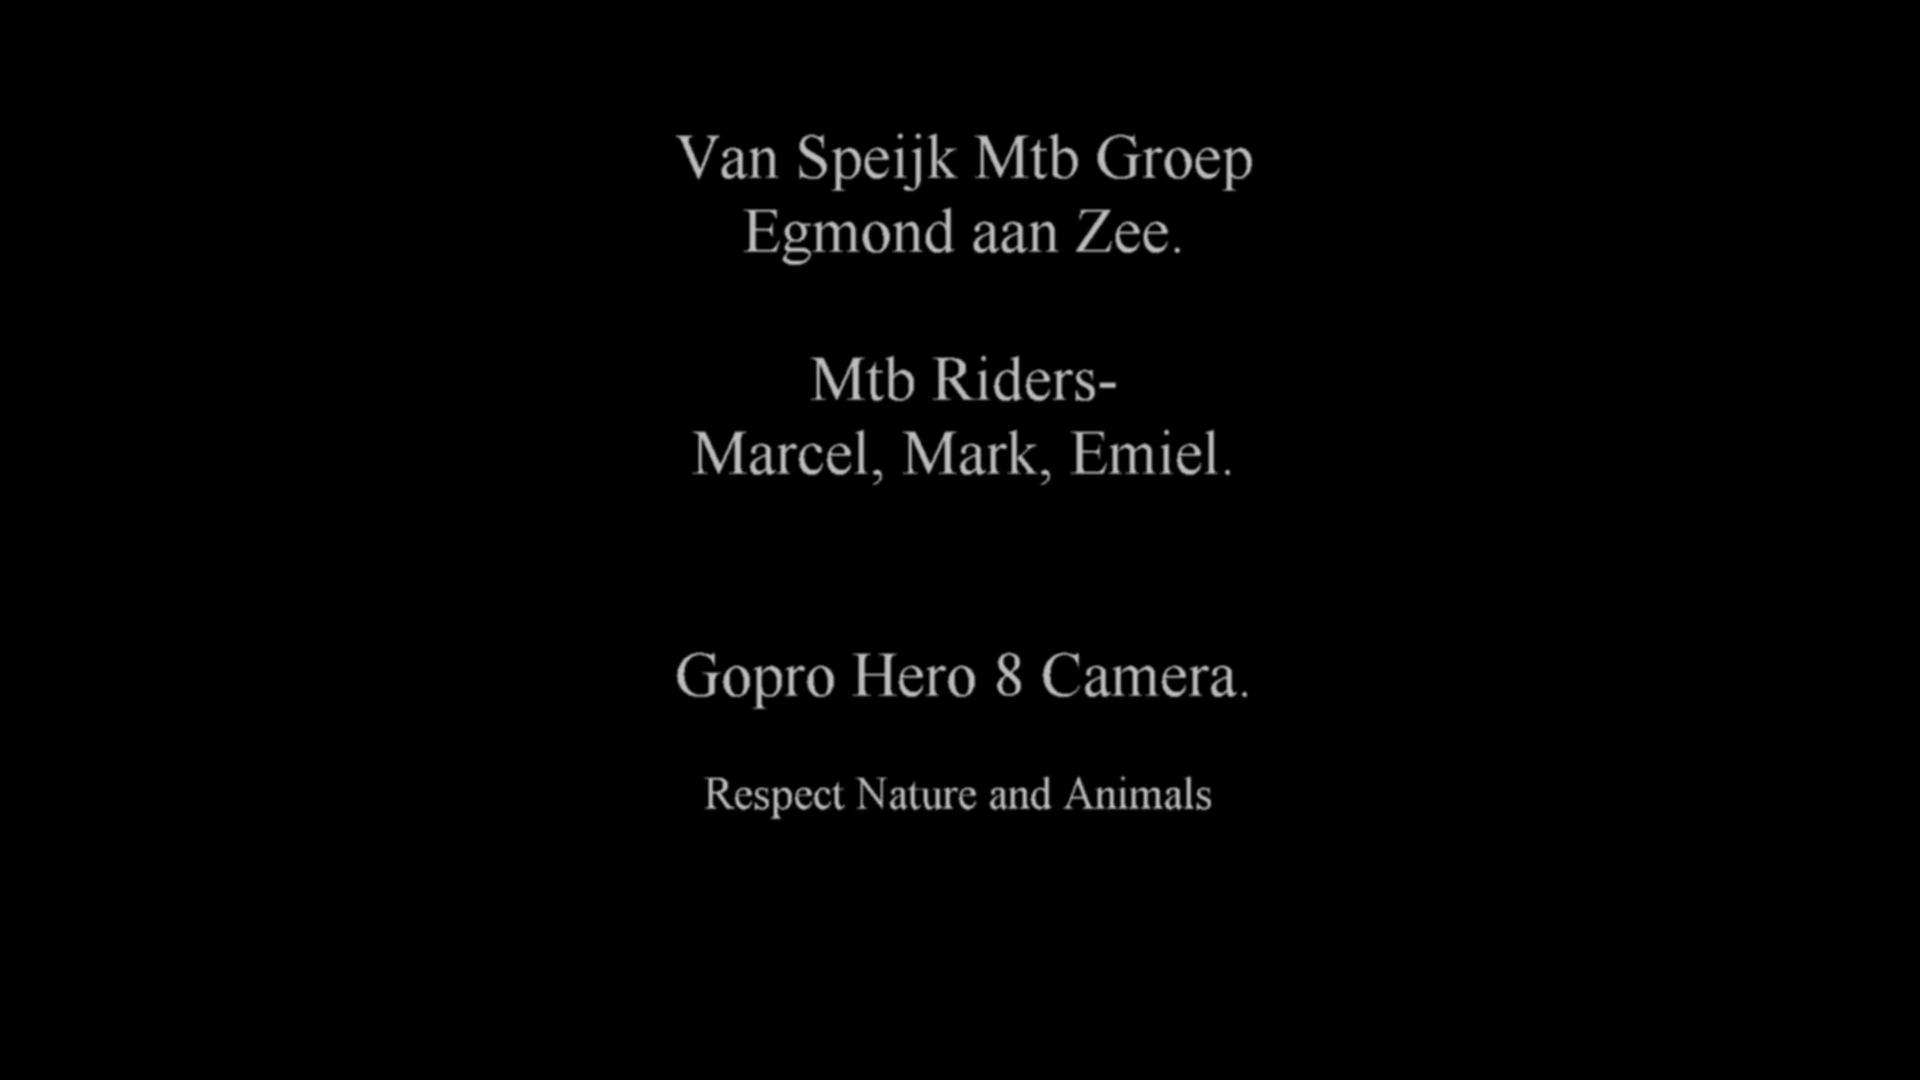 Van Speijk Mtb Groep
Egmond aan Zee.
Mtb Riders-
Marcel, Mark, Emiel.
Gopro Hero 8 Camera.
Respect Nature and Animals